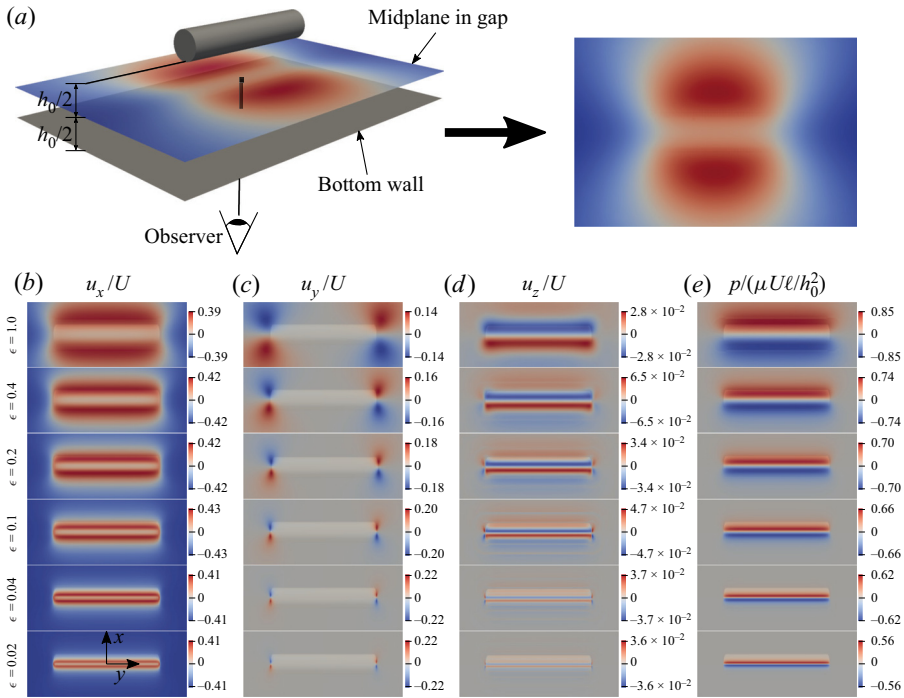 (a)
Midplane in gap
h₀/2
h₀/2
Bottom wall
Observer
(b) u_x/U
(c) u_y/U
(d) u_z/U
(e) p/(μUℓ/h₀²)
ϵ = 1.0
0.39
0
−0.39
0.14
0
−0.14
2.8 × 10⁻²
0
−2.8 × 10⁻²
0.85
0
−0.85
ϵ = 0.4
0.42
0
−0.42
0.16
0
−0.16
6.5 × 10⁻²
0
−6.5 × 10⁻²
0.74
0
−0.74
ϵ = 0.2
0.42
0
−0.42
0.18
0
−0.18
3.4 × 10⁻²
0
−3.4 × 10⁻²
0.70
0
−0.70
ϵ = 0.1
0.43
0
−0.43
0.20
0
−0.20
4.7 × 10⁻²
0
−4.7 × 10⁻²
0.66
0
−0.66
ϵ = 0.04
0.41
0
−0.41
0.22
0
−0.22
3.7 × 10⁻²
0
−3.7 × 10⁻²
0.62
0
−0.62
ϵ = 0.02
x
y
0.41
0
−0.41
0.22
0
−0.22
3.6 × 10⁻²
0
−3.6 × 10⁻²
0.56
0
−0.56